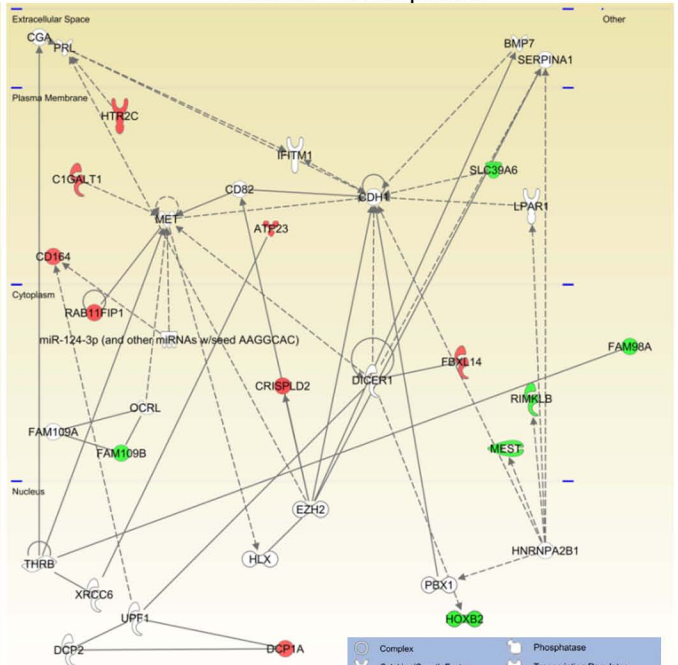 Extracellular Space
Other
CGA
PRL
BMP7
SERPINA1
Plasma Membrane
HTR2C
IFITM1
C1GALT1
SLC39A6
CD82
CDH1
LPAR1
MET
ATP23
CD164
Cytoplasm
RAB11FIP1
miR-124-3p (and other miRNAs w/seed AAGGCAC)
FAM98A
FBXL14
DICER1
CRISPLD2
RIMKLB
OCRL
FAM109A
MEST
FAM109B
Nucleus
EZH2
HNRNPA2B1
HLX
THRB
PBX1
XRCC6
UPF1
HOXB2
DCP2
DCP1A
Complex
Phosphatase